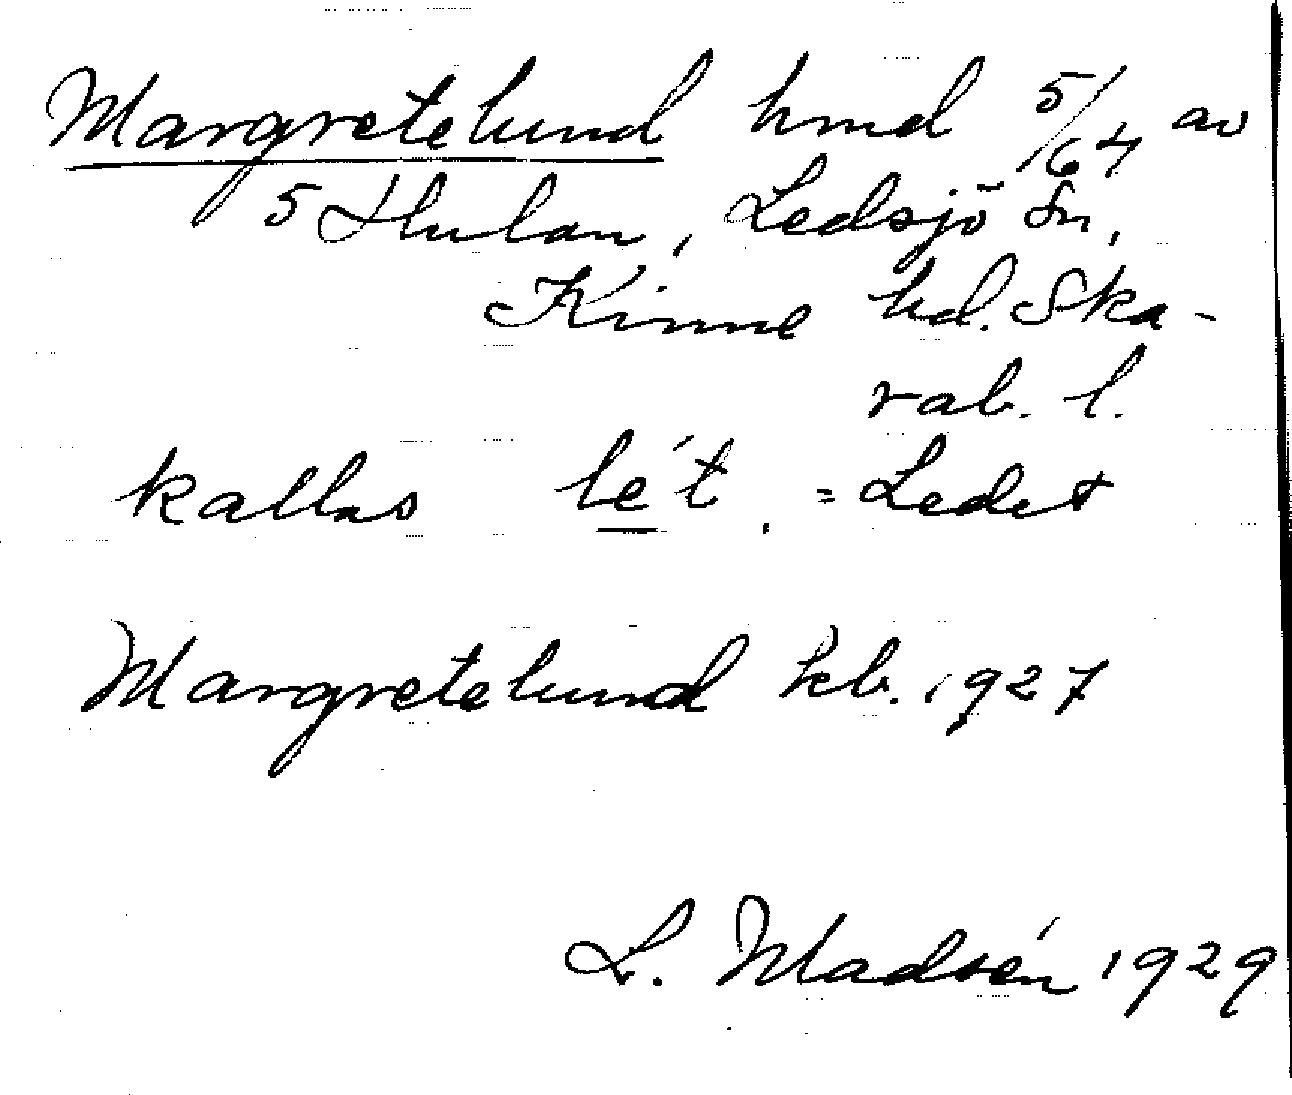 Margretelund hmd 5/64 av
5 Hulan, Ledsjö Sn,
Kinne hd. Ska-
rab. l.
kallas le´t. = Ledet
Margretelund kb. 1927
L. Madsén 1929